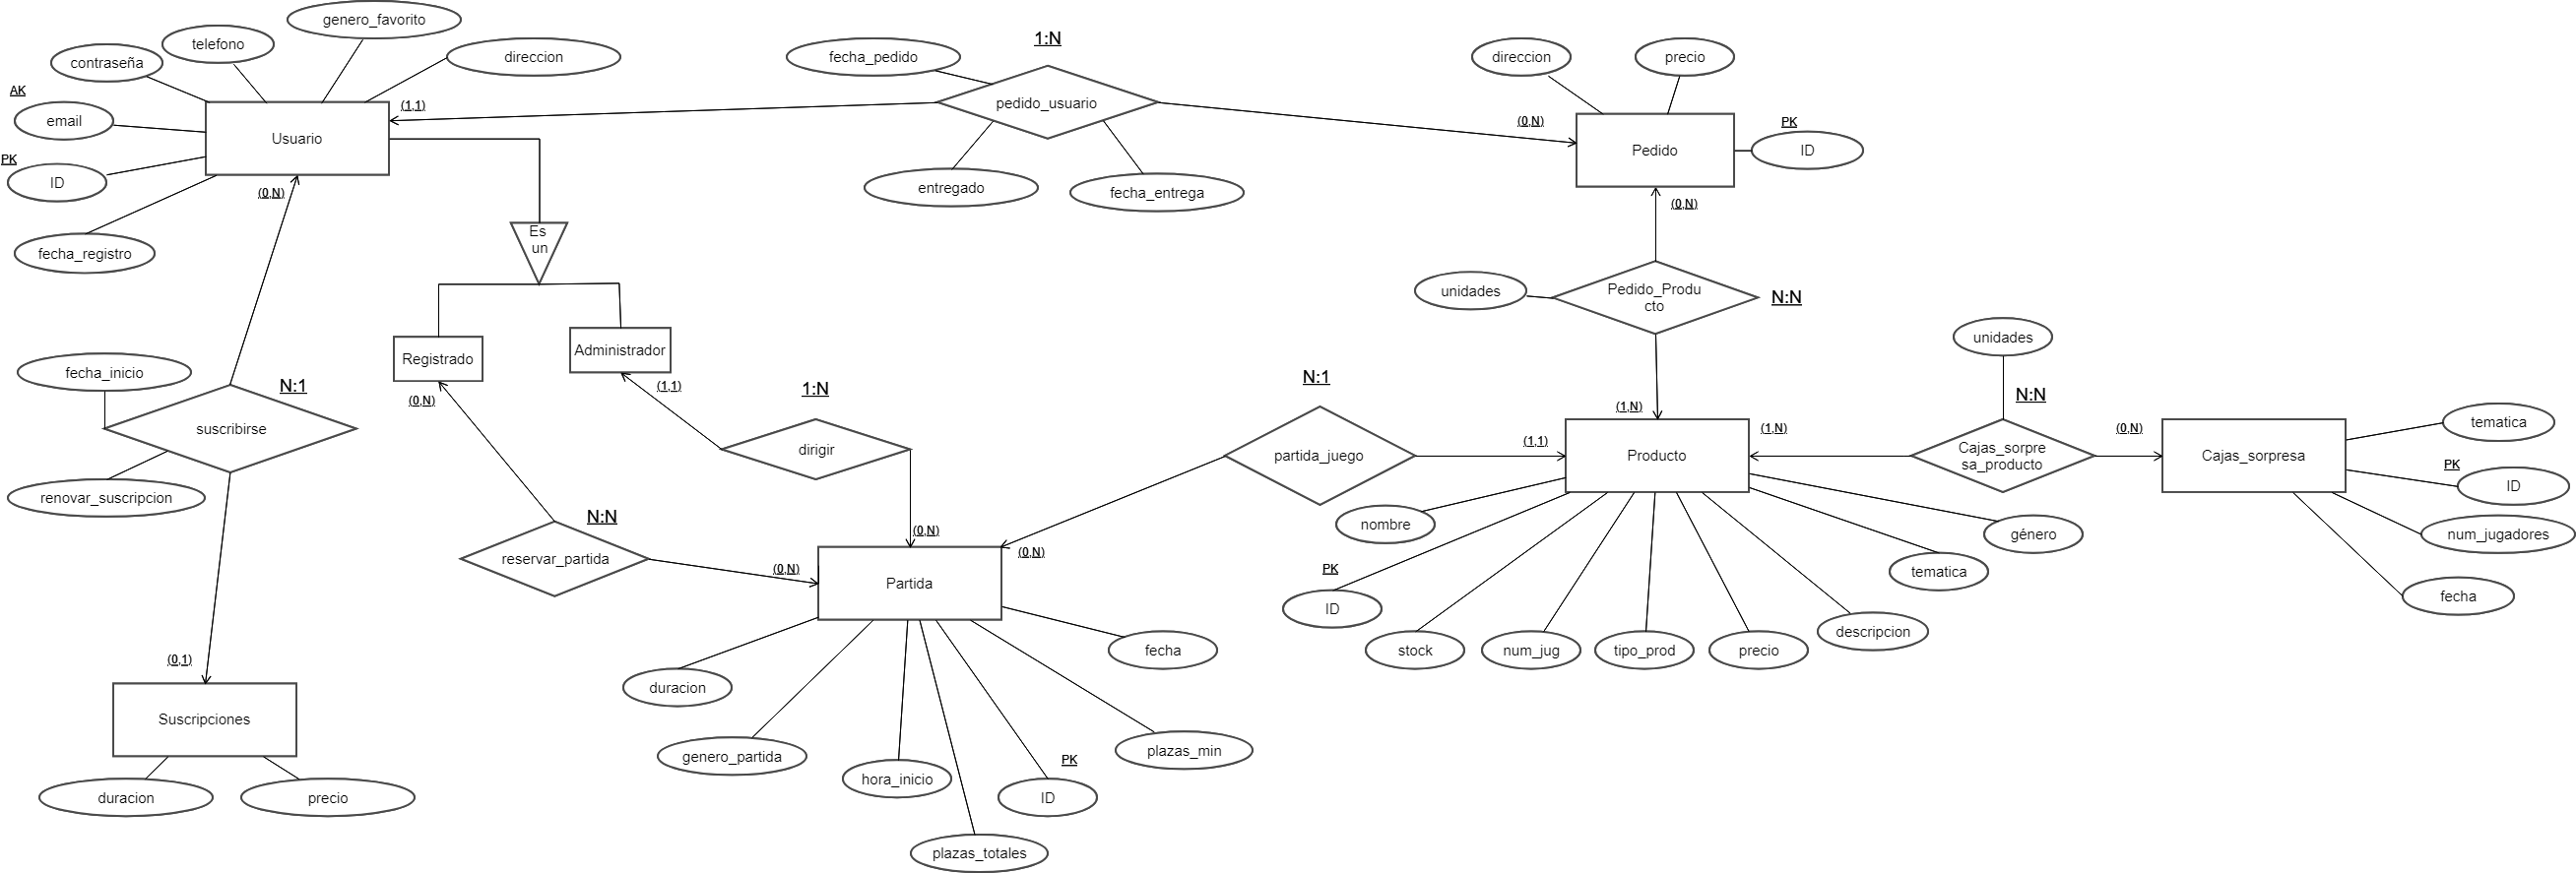 genero_favorito
telefono
contraseña
direccion
AK
email
PK
ID
fecha_registro
Usuario
(1,1)
(0,N)
1:N
fecha_pedido
pedido_usuario
entregado
fecha_entrega
direccion
precio
(0,N)
Pedido
PK
ID
(0,N)
Es
un
Registrado
Administrador
(0,N)
(1,1)
unidades
Pedido_Produ
cto
N:N
(1,N)
fecha_inicio
N:1
suscribirse
renovar_suscripcion
(0,1)
Suscripciones
duracion
precio
1:N
dirigir
(0,N)
N:N
reservar_partida
(0,N)
Partida
(0,N)
N:1
partida_juego
(1,1)
Producto
(1,N)
unidades
N:N
Cajas_sorpre
sa_producto
(0,N)
Cajas_sorpresa
tematica
PK
ID
num_jugadores
fecha
nombre
PK
ID
stock
num_jug
tipo_prod
precio
descripcion
tematica
género
fecha
duracion
genero_partida
hora_inicio
plazas_totales
PK
ID
plazas_min